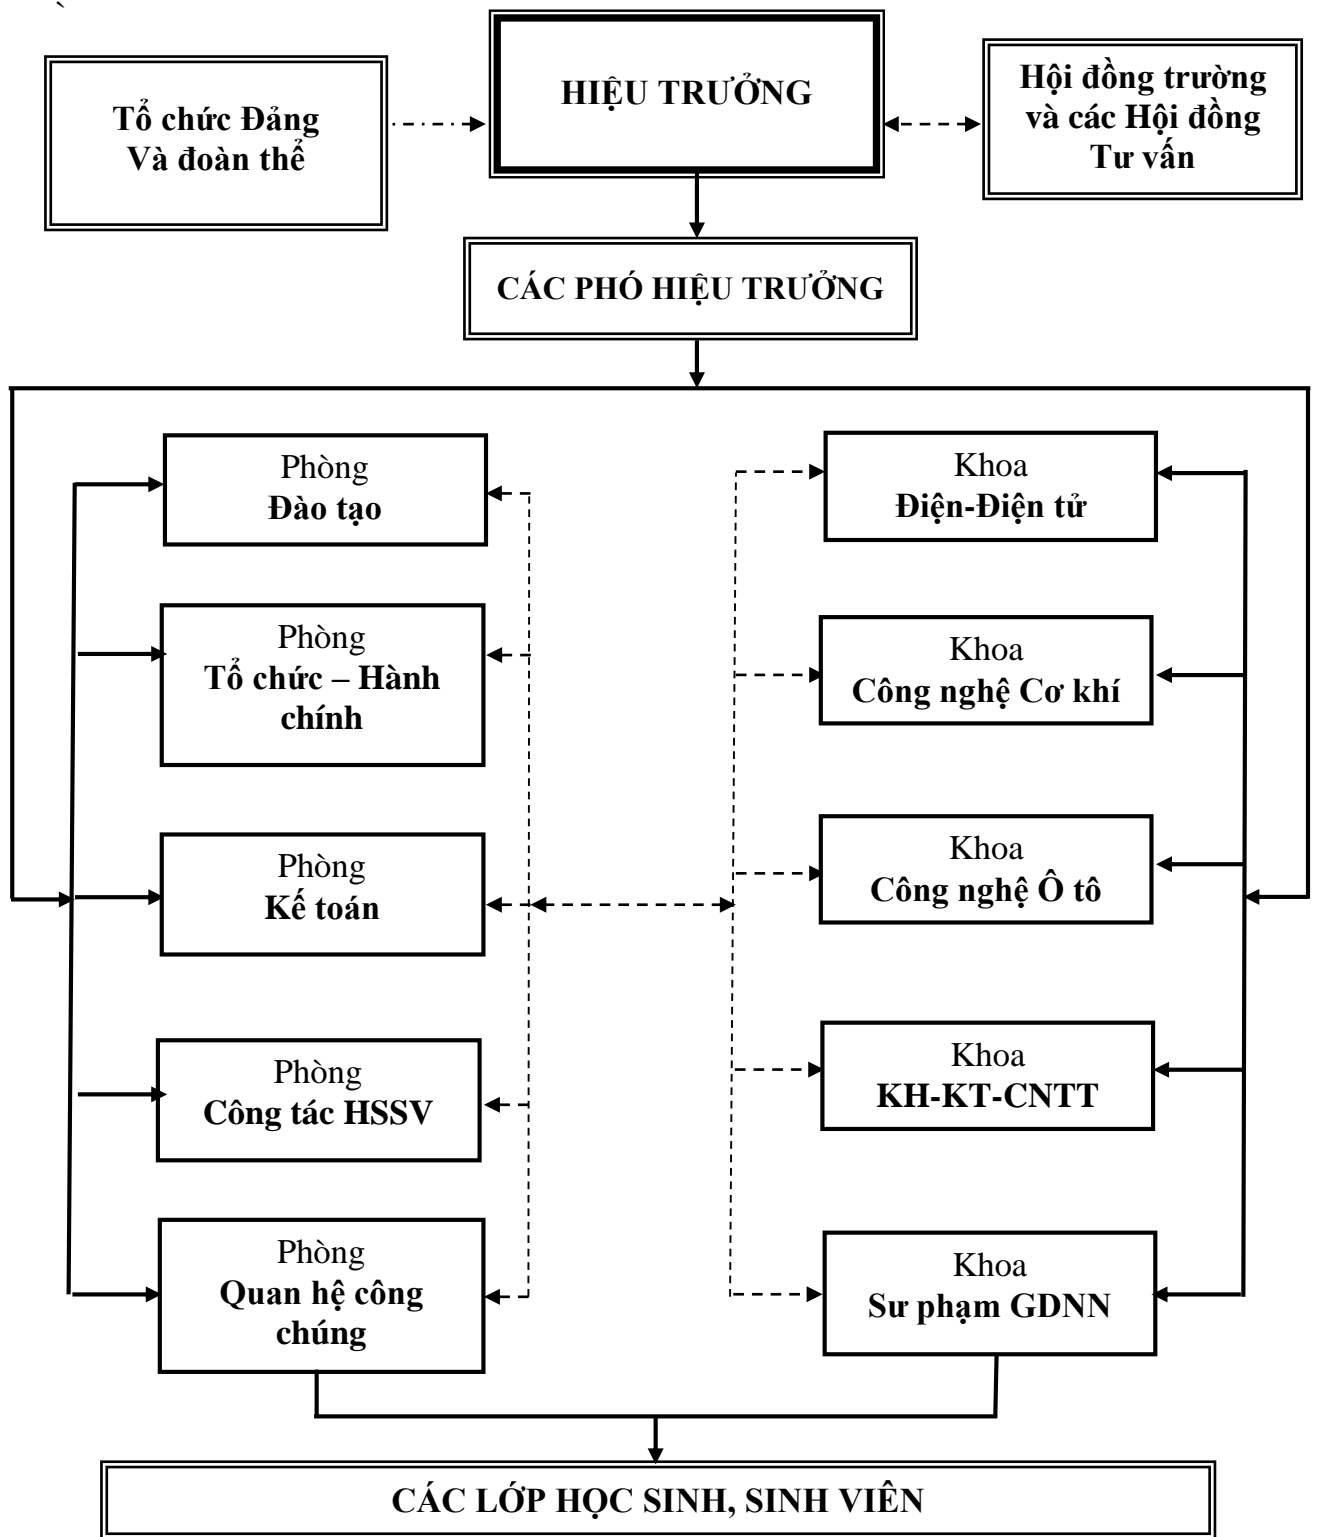 `
HIỆU TRƯỞNG
Tổ chức Đảng
Và đoàn thể
Hội đồng trường
và các Hội đồng
Tư vấn
CÁC PHÓ HIỆU TRƯỞNG
Phòng
Đào tạo
Khoa
Điện-Điện tử
Phòng
Tổ chức – Hành
chính
Khoa
Công nghệ Cơ khí
Phòng
Kế toán
Khoa
Công nghệ Ô tô
Phòng
Công tác HSSV
Khoa
KH-KT-CNTT
Phòng
Quan hệ công
chúng
Khoa
Sư phạm GDNN
CÁC LỚP HỌC SINH, SINH VIÊN